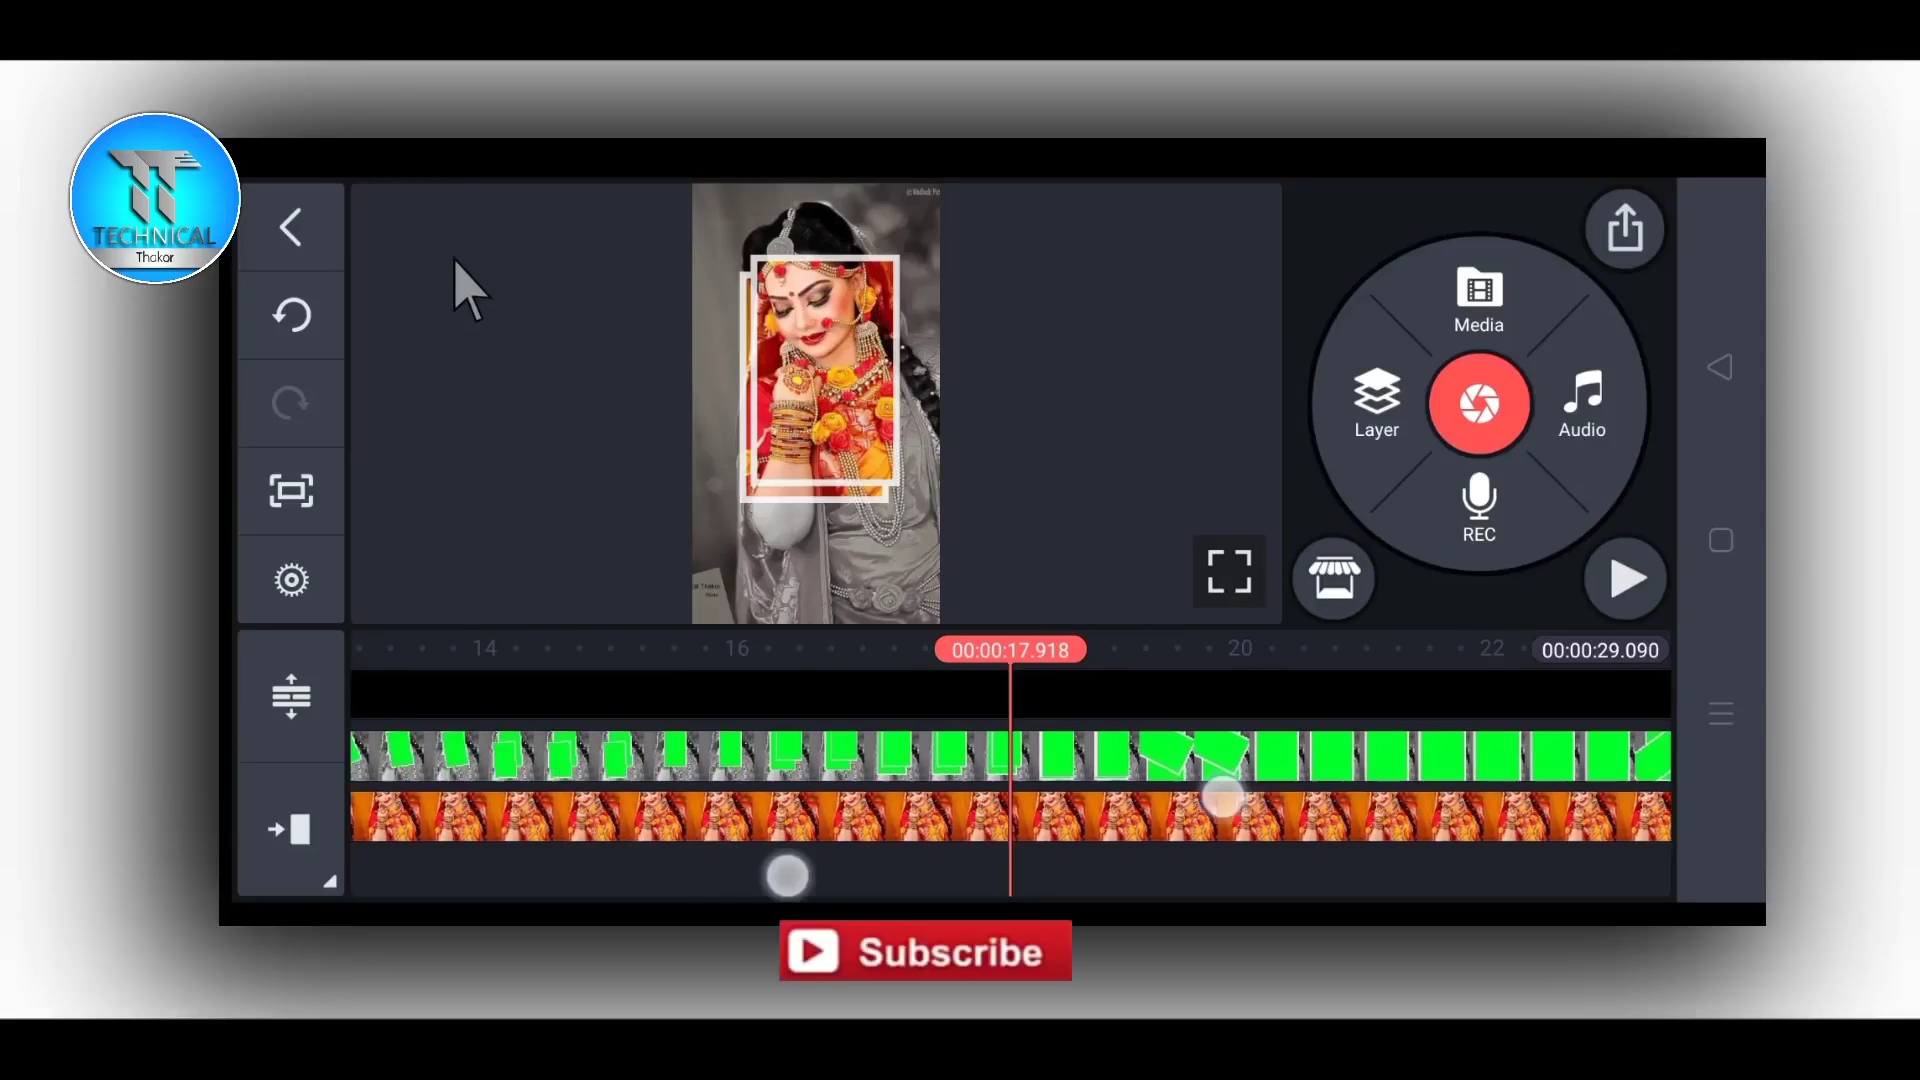 TT
TECHNICAL
Thakor
Media
Layer
Audio
REC
14
16
00:00:17.918
20
22
00:00:29.090
Subscribe